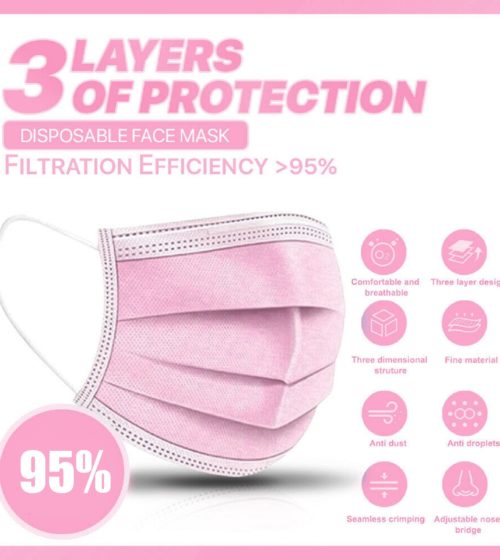 3 LAYERS
OF PROTECTION
DISPOSABLE FACE MASK
FILTRATION EFFICIENCY >95%
Comfortable and
breathable
Three layer desig
Three dimensional
struture
Fine material
Anti dust
Anti droplets
Seamless crimping
Adjustable nose
bridge
95%